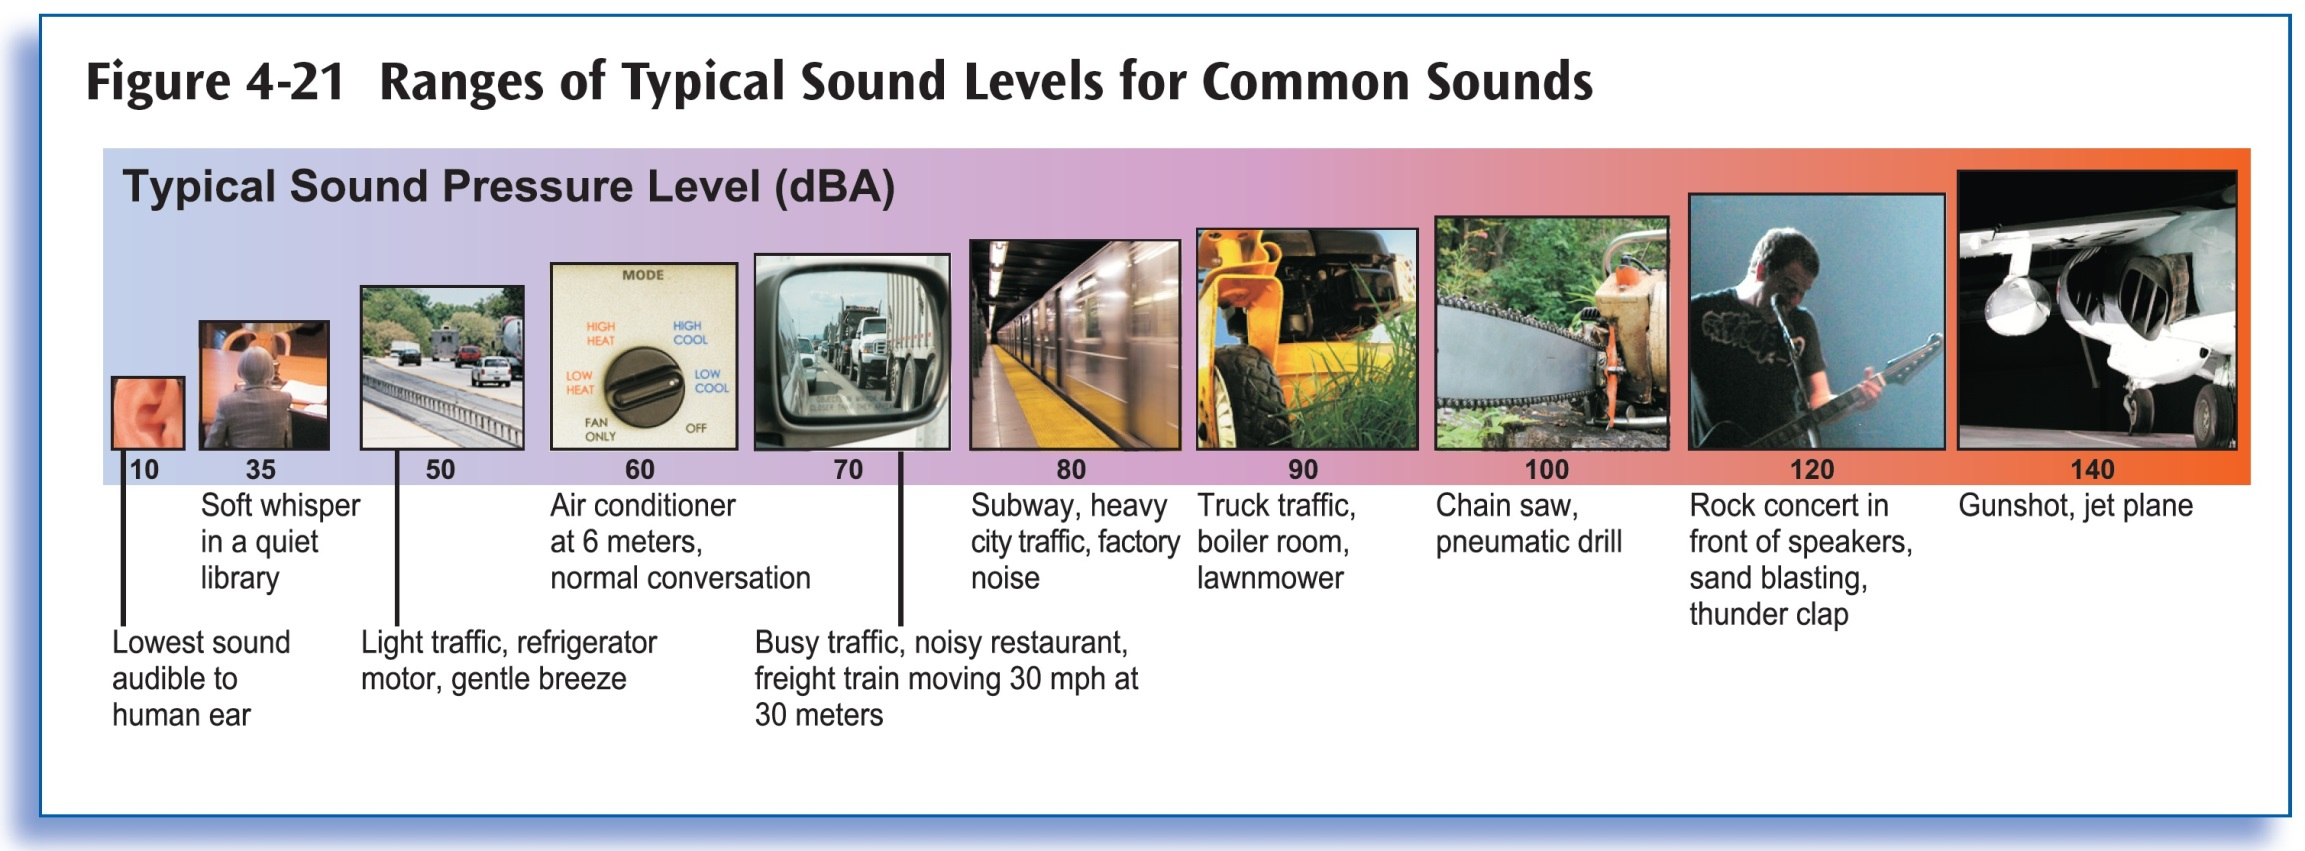 Figure 4-21 Ranges of Typical Sound Levels for Common Sounds
Typical Sound Pressure Level (dBA)
MODE
HIGH
HEAT
HIGH
COOL
LOW
HEAT
LOW
COOL
FAN
ONLY
OFF
10
35
50
60
70
80
90
100
120
140
Lowest sound
audible to
human ear
Soft whisper
in a quiet
library
Light traffic, refrigerator
motor, gentle breeze
Air conditioner
at 6 meters,
normal conversation
Busy traffic, noisy restaurant,
freight train moving 30 mph at
30 meters
Subway, heavy
city traffic, factory
noise
Truck traffic,
boiler room,
lawnmower
Chain saw,
pneumatic drill
Rock concert in
front of speakers,
sand blasting,
thunder clap
Gunshot, jet plane